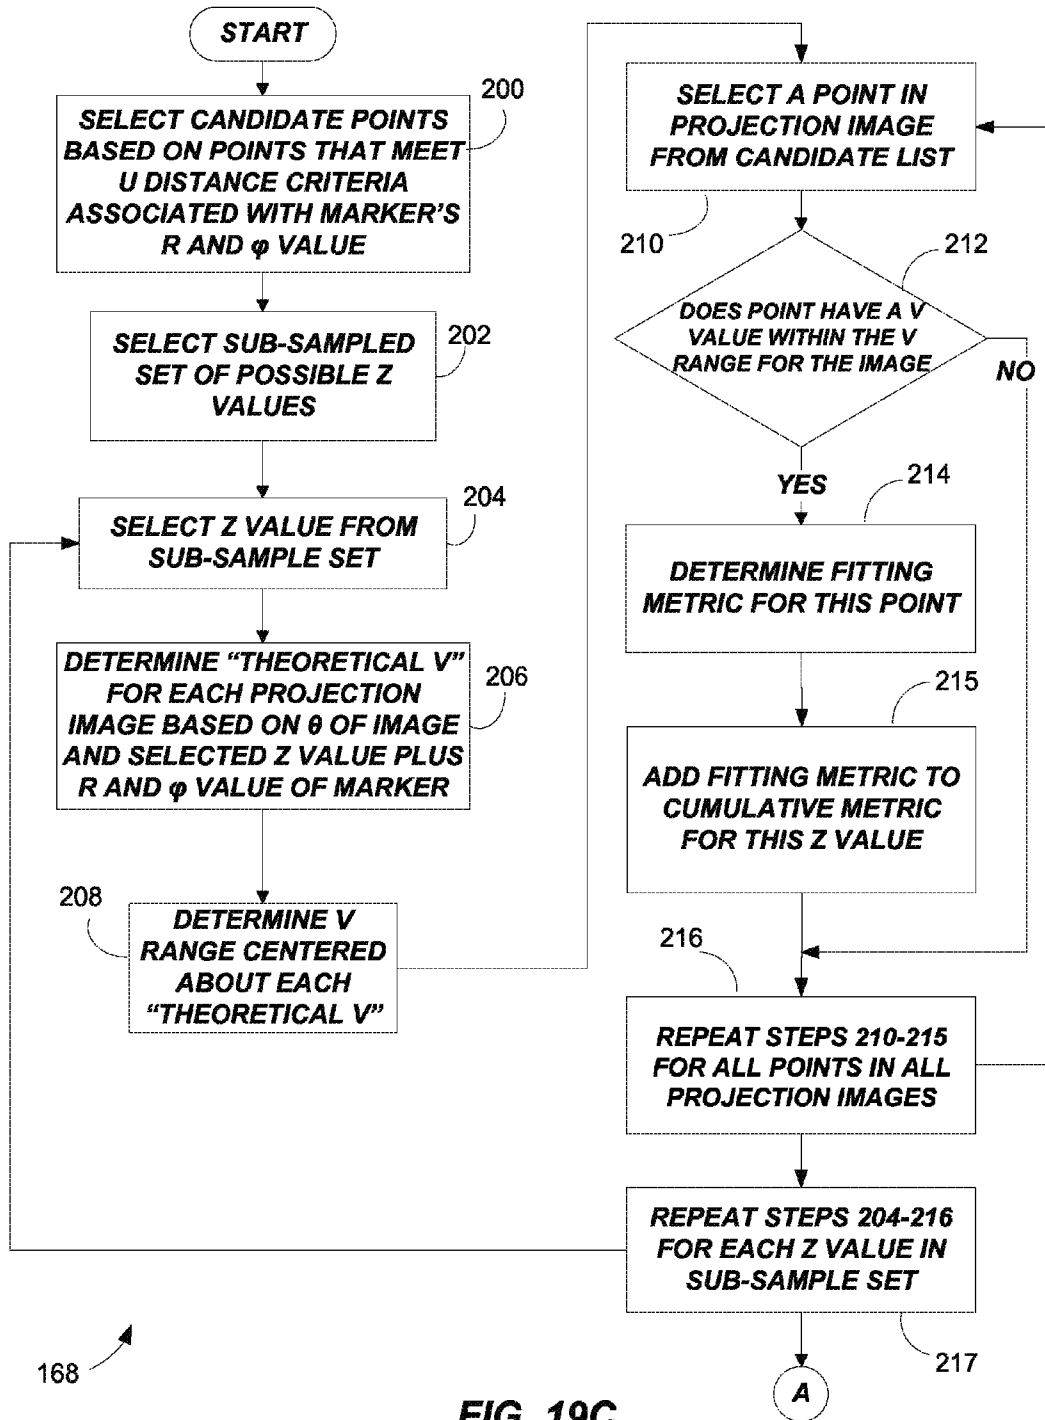 START
200
SELECT CANDIDATE POINTS
BASED ON POINTS THAT MEET
U DISTANCE CRITERIA
ASSOCIATED WITH MARKER'S
R AND φ VALUE
202
SELECT SUB-SAMPLED
SET OF POSSIBLE Z
VALUES
204
SELECT Z VALUE FROM
SUB-SAMPLE SET
206
DETERMINE “THEORETICAL V”
FOR EACH PROJECTION
IMAGE BASED ON θ OF IMAGE
AND SELECTED Z VALUE PLUS
R AND φ VALUE OF MARKER
208
DETERMINE V
RANGE CENTERED
ABOUT EACH
“THEORETICAL V”
SELECT A POINT IN
PROJECTION IMAGE
FROM CANDIDATE LIST
210
212
DOES POINT HAVE A V
VALUE WITHIN THE V
RANGE FOR THE IMAGE
NO
YES
214
DETERMINE FITTING
METRIC FOR THIS POINT
215
ADD FITTING METRIC TO
CUMULATIVE METRIC
FOR THIS Z VALUE
216
REPEAT STEPS 210-215
FOR ALL POINTS IN ALL
PROJECTION IMAGES
REPEAT STEPS 204-216
FOR EACH Z VALUE IN
SUB-SAMPLE SET
217
168
A
FIG. 19C